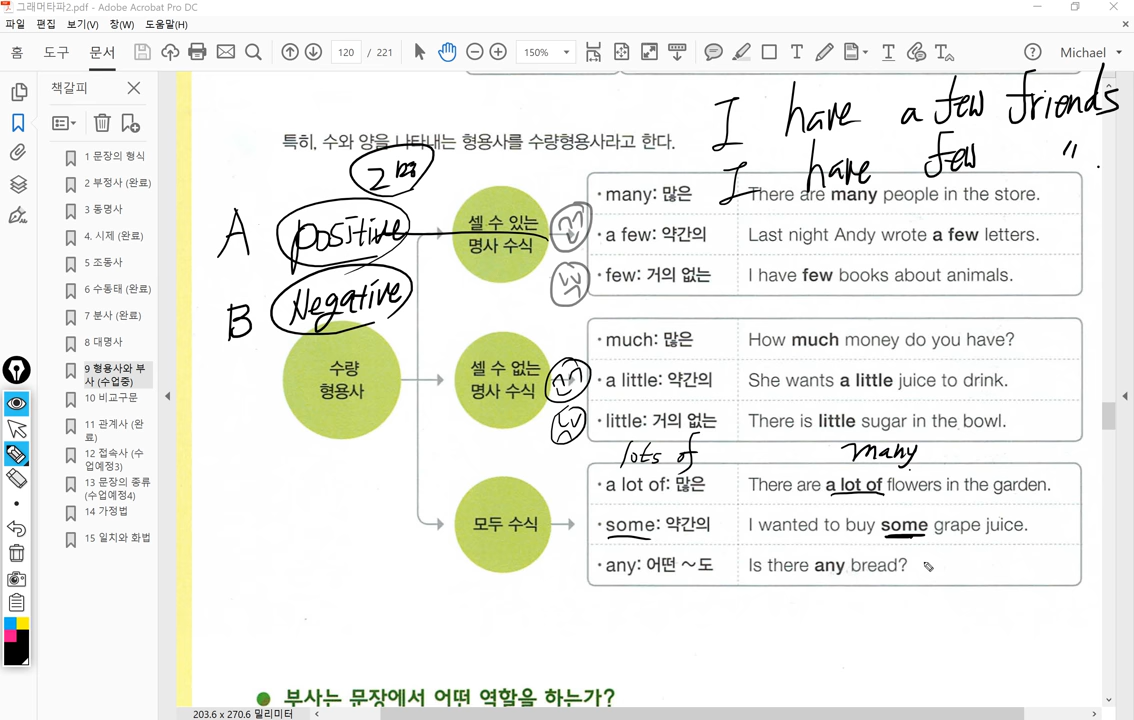 그래머타파2.pdf - Adobe Acrobat Pro DC
파일 편집 보기(V) 창(W) 도움말(H)
홈 도구 문서 120 / 221 150% Michael
책갈피
1 문장의 형식
2 부정사 (완료)
3 동명사
4. 시제 (완료)
5 조동사
6 수동태 (완료)
7 분사 (완료)
8 대명사
9 형용사와 부
사 (수업중)
10 비교구문
11 관계사 (완
료)
12 접속사 (수
업예정3)
13 문장의 종류
(수업예정4)
14 가정법
15 일치와 화법
I have a few friends
I have few 〃.
특히, 수와 양을 나타내는 형용사를 수량형용사라고 한다.
A positive
B Negative
수량
형용사
셀 수 있는
명사 수식
many: 많은 There are many people in the store.
a few: 약간의 Last night Andy wrote a few letters.
few: 거의 없는 I have few books about animals.
셀 수 없는
명사 수식
much: 많은 How much money do you have?
a little: 약간의 She wants a little juice to drink.
little: 거의 없는 There is little sugar in the bowl.
lots of many
모두 수식
a lot of: 많은 There are a lot of flowers in the garden.
some: 약간의 I wanted to buy some grape juice.
any: 어떤 ～도 Is there any bread?
부사는 문장에서 어떤 역할을 하는가?
203.6 x 270.6 밀리미터